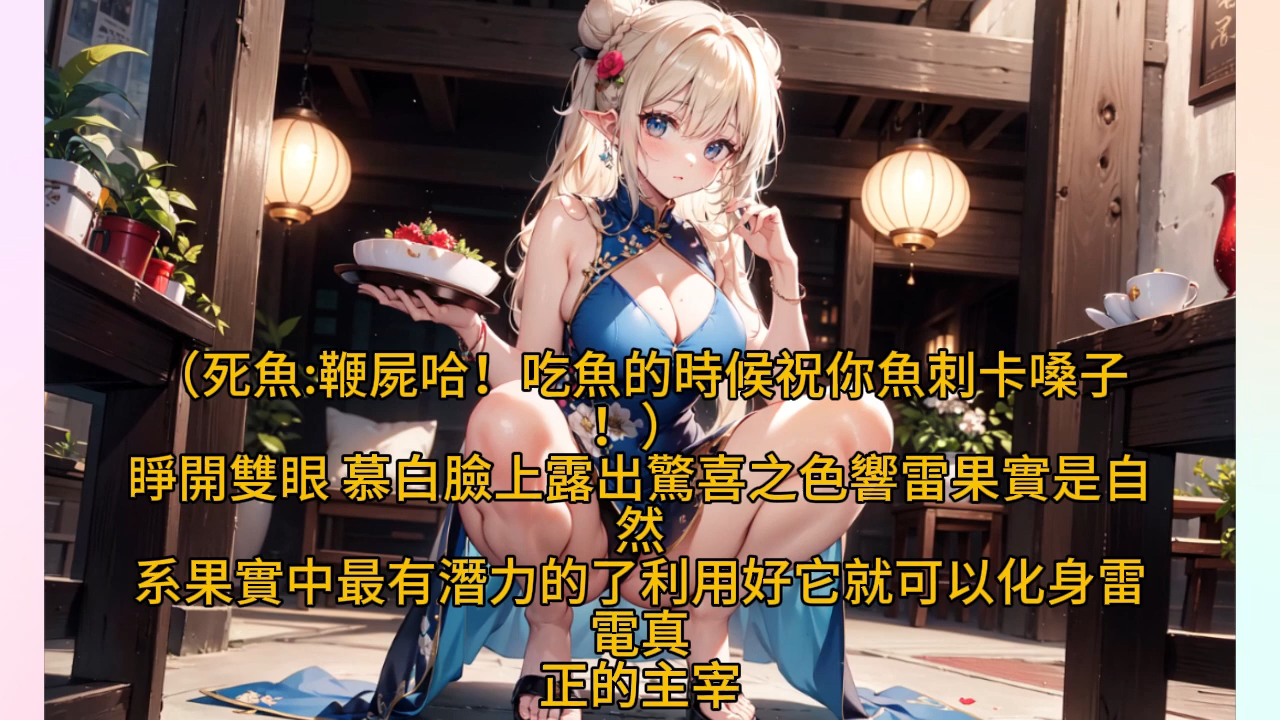 （死魚:鞭屍哈！吃魚的時候祝你魚刺卡嗓子
！）
睜開雙眼 慕白臉上露出驚喜之色響雷果實是自
然
系果實中最有潛力的了利用好它就可以化身雷
電真
正的主宰